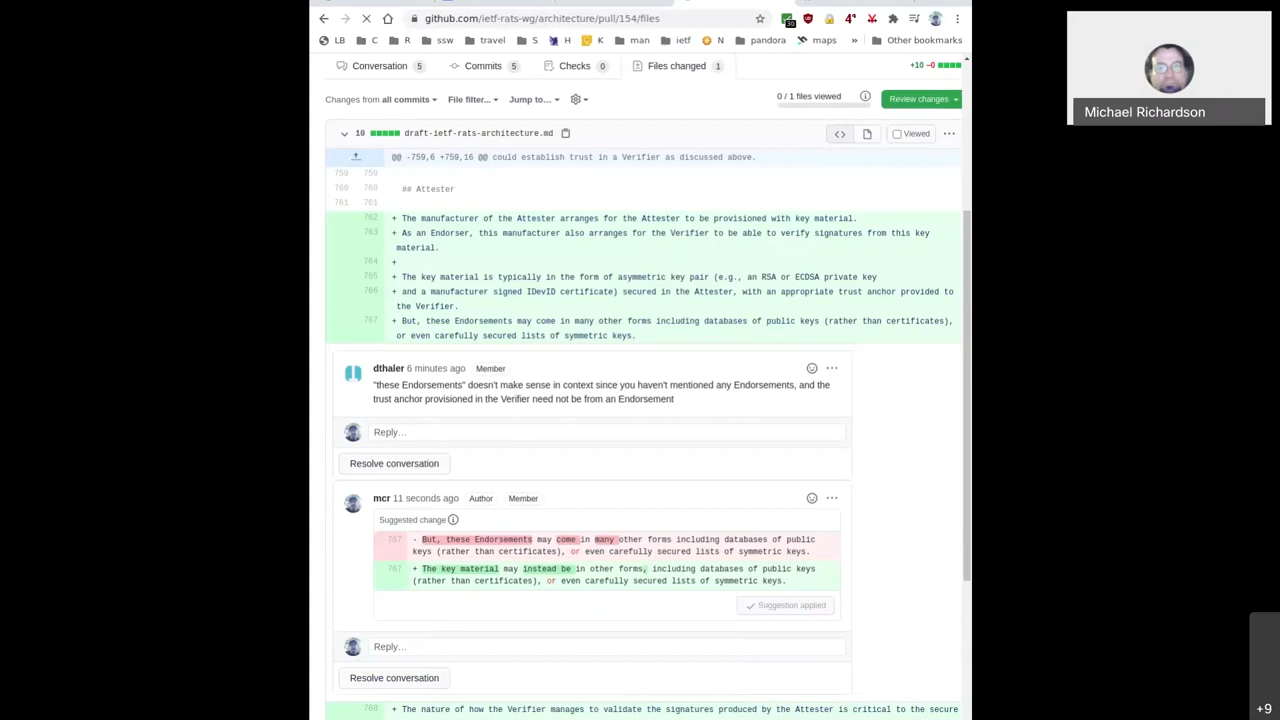 github.com/ietf-rats-wg/architecture/pull/154/files
30
4
LB C R ssw travel S H K man ietf N pandora maps » Other bookmarks
Conversation 5 Commits 5 Checks 0 Files changed 1 +10 −0
Changes from all commits File filter... Jump to... 0 / 1 files viewed Review changes
10 draft-ietf-rats-architecture.md Viewed
@@ -759,6 +759,16 @@ could establish trust in a Verifier as discussed above.
759 759
760 760 ## Attester
761 761
762 + The manufacturer of the Attester arranges for the Attester to be provisioned with key material.
763 + As an Endorser, this manufacturer also arranges for the Verifier to be able to verify signatures from this key
material.
764 +
765 + The key material is typically in the form of asymmetric key pair (e.g., an RSA or ECDSA private key
766 + and a manufacturer signed IDevID certificate) secured in the Attester, with an appropriate trust anchor provided to
the Verifier.
767 + But, these Endorsements may come in many other forms including databases of public keys (rather than certificates),
or even carefully secured lists of symmetric keys.
dthaler 6 minutes ago Member
"these Endorsements" doesn't make sense in context since you haven't mentioned any Endorsements, and the
trust anchor provisioned in the Verifier need not be from an Endorsement
Reply…
Resolve conversation
mcr 11 seconds ago Author Member
Suggested change
767 - But, these Endorsements may come in many other forms including databases of public
keys (rather than certificates), or even carefully secured lists of symmetric keys.
767 + The key material may instead be in other forms, including databases of public keys
(rather than certificates), or even carefully secured lists of symmetric keys.
Suggestion applied
Reply…
Resolve conversation
768 + The nature of how the Verifier manages to validate the signatures produced by the Attester is critical to the secure
Michael Richardson
+9